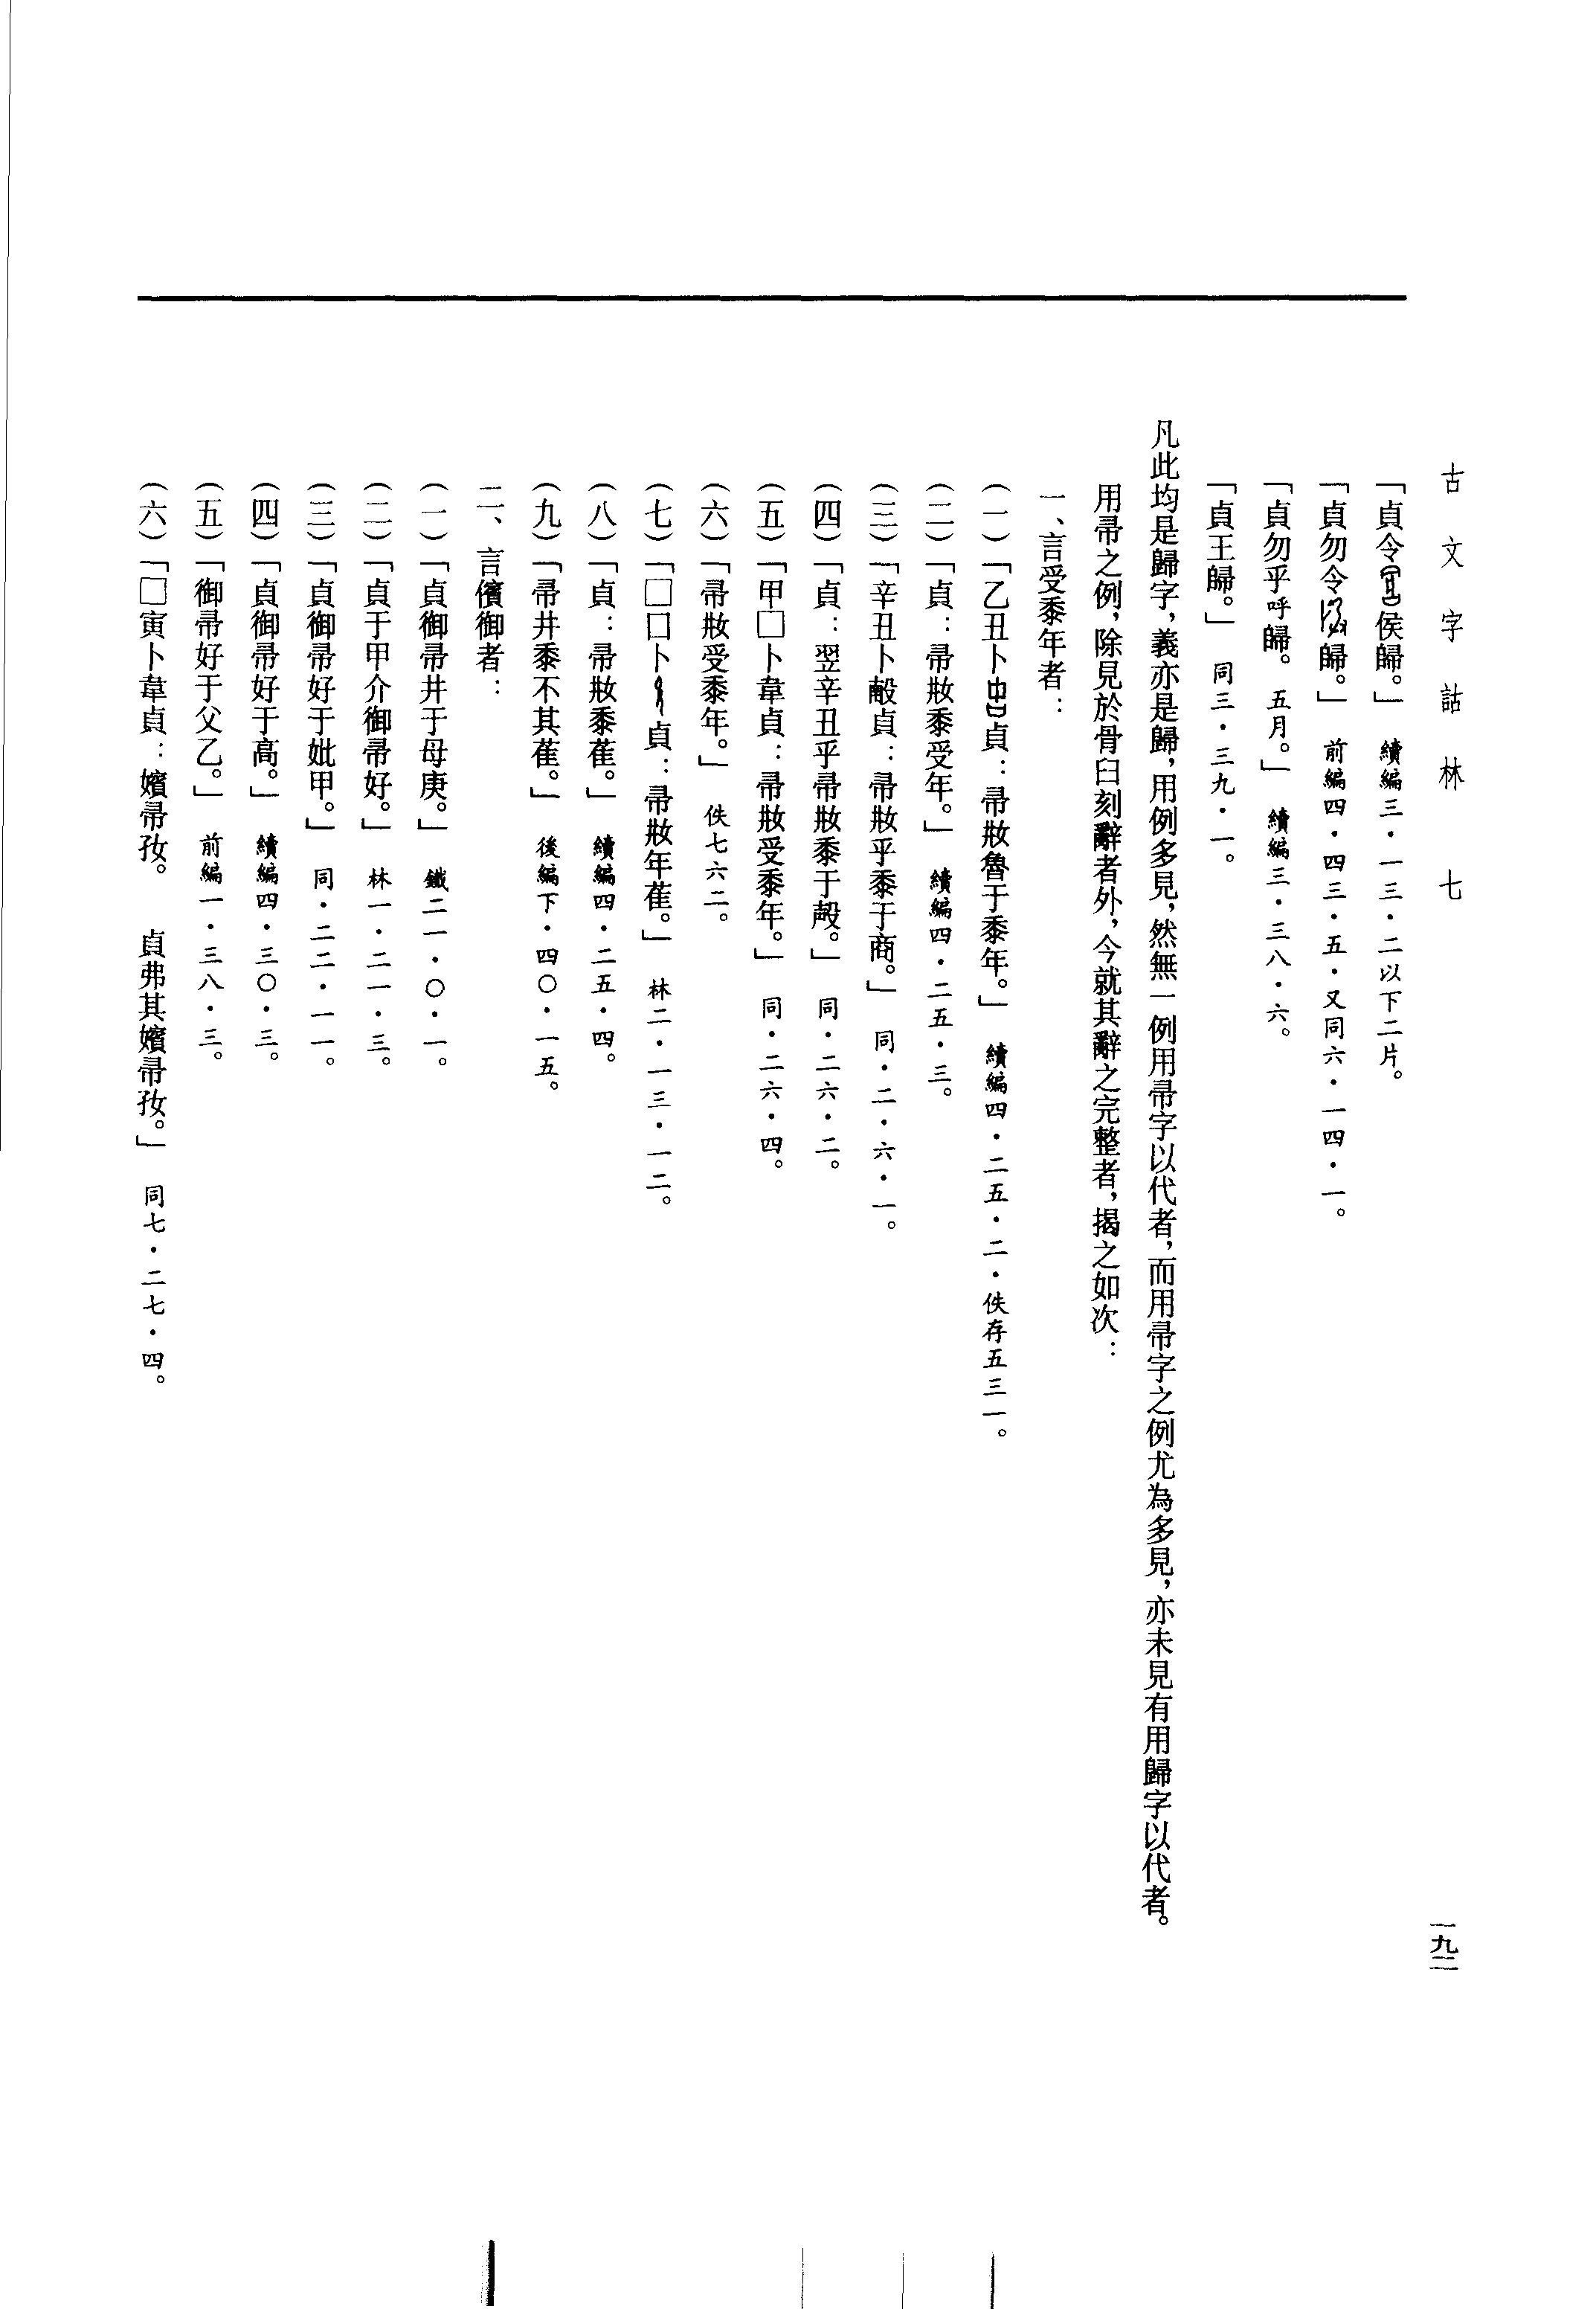 古文字詁林 七
一九二
「貞令侯歸。」 續編三·一三·二以下二片。
「貞勿令歸。」 前編四·四三·五·又同六·一四·一。
「貞勿乎呼歸。五月。」 續編三·三八·六。
「貞王歸。」 同三·三九·一。
凡此均是歸字，義亦是歸，用例多見，然無一例用帚字以代者，而用帚字之例尤為多見，亦未見有用歸字以代者。
用帚之例，除見於骨臼刻辭者外，今就其辭之完整者，揭之如次：
一、言受黍年者：
（一）「乙丑卜貞：帚妝魯于黍年。」 續編四·二五·二·佚存五三一。
（二）「貞：帚妝黍受年。」 續編四·二五·三。
（三）「辛丑卜㱿貞：帚妝乎黍于商。」 同·二·六·一。
（四）「貞：翌辛丑乎帚妝黍于㱿。」 同·二六·二。
（五）「甲□卜韋貞：帚妝受黍年。」 同·二六·四。
（六）「帚妝受黍年。」 佚七六二。
（七）「□□卜貞：帚妝年萑。」 林二·一三·一二。
（八）「貞：帚妝黍萑。」 續編四·二五·四。
（九）「帚井黍不其萑。」 後編下·四〇·一五。
二、言儐御者：
（一）「貞御帚井于母庚。」 鐵二一·〇·一。
（二）「貞于甲介御帚好。」 林一·二一·三。
（三）「貞御帚好于妣甲。」 同·二二·一一。
（四）「貞御帚好于高。」 續編四·三〇·三。
（五）「御帚好于父乙。」 前編一·三八·三。
（六）「□寅卜韋貞：嬪帚孜。 貞弗其嬪帚孜。」 同七·二七·四。